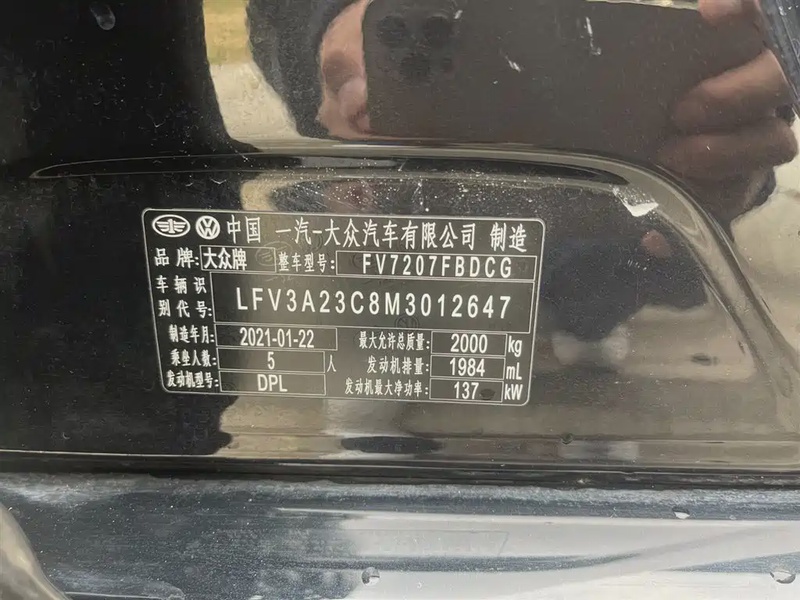 中国 一汽-大众汽车有限公司 制造
品牌: 大众牌 整车型号: FV7207FBDCG
车辆识别代号: LFV3A23C8M3012647
制造年月: 2021-01-22 最大允许总质量: 2000 kg
乘坐人数: 5 人 发动机排量: 1984 mL
发动机型号: DPL 发动机最大净功率: 137 kW